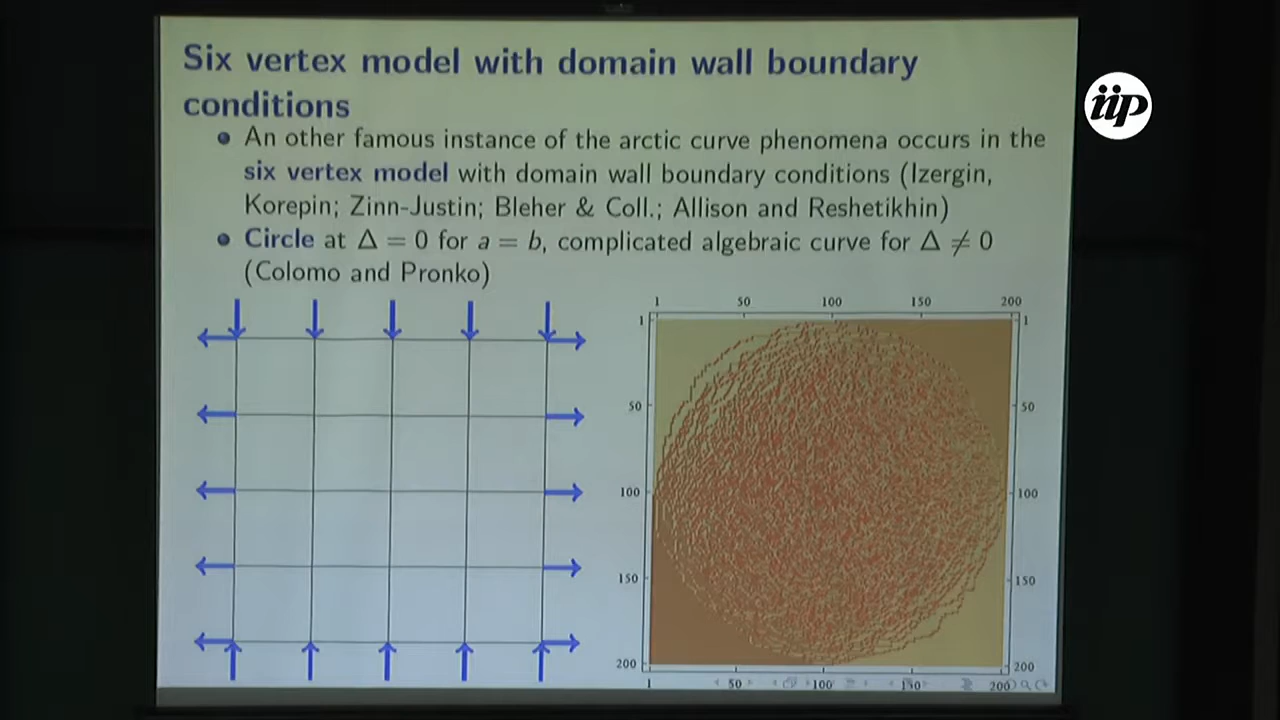 Six vertex model with domain wall boundary
conditions
An other famous instance of the arctic curve phenomena occurs in the
six vertex model with domain wall boundary conditions (Izergin,
Korepin; Zinn-Justin; Bleher & Coll.; Allison and Reshetikhin)
Circle at Δ = 0 for a = b, complicated algebraic curve for Δ ≠ 0
(Colomo and Pronko)
iip
1 50 100 150 200
1 1
50 50
100 100
150 150
200 200
1 50 100 150 200